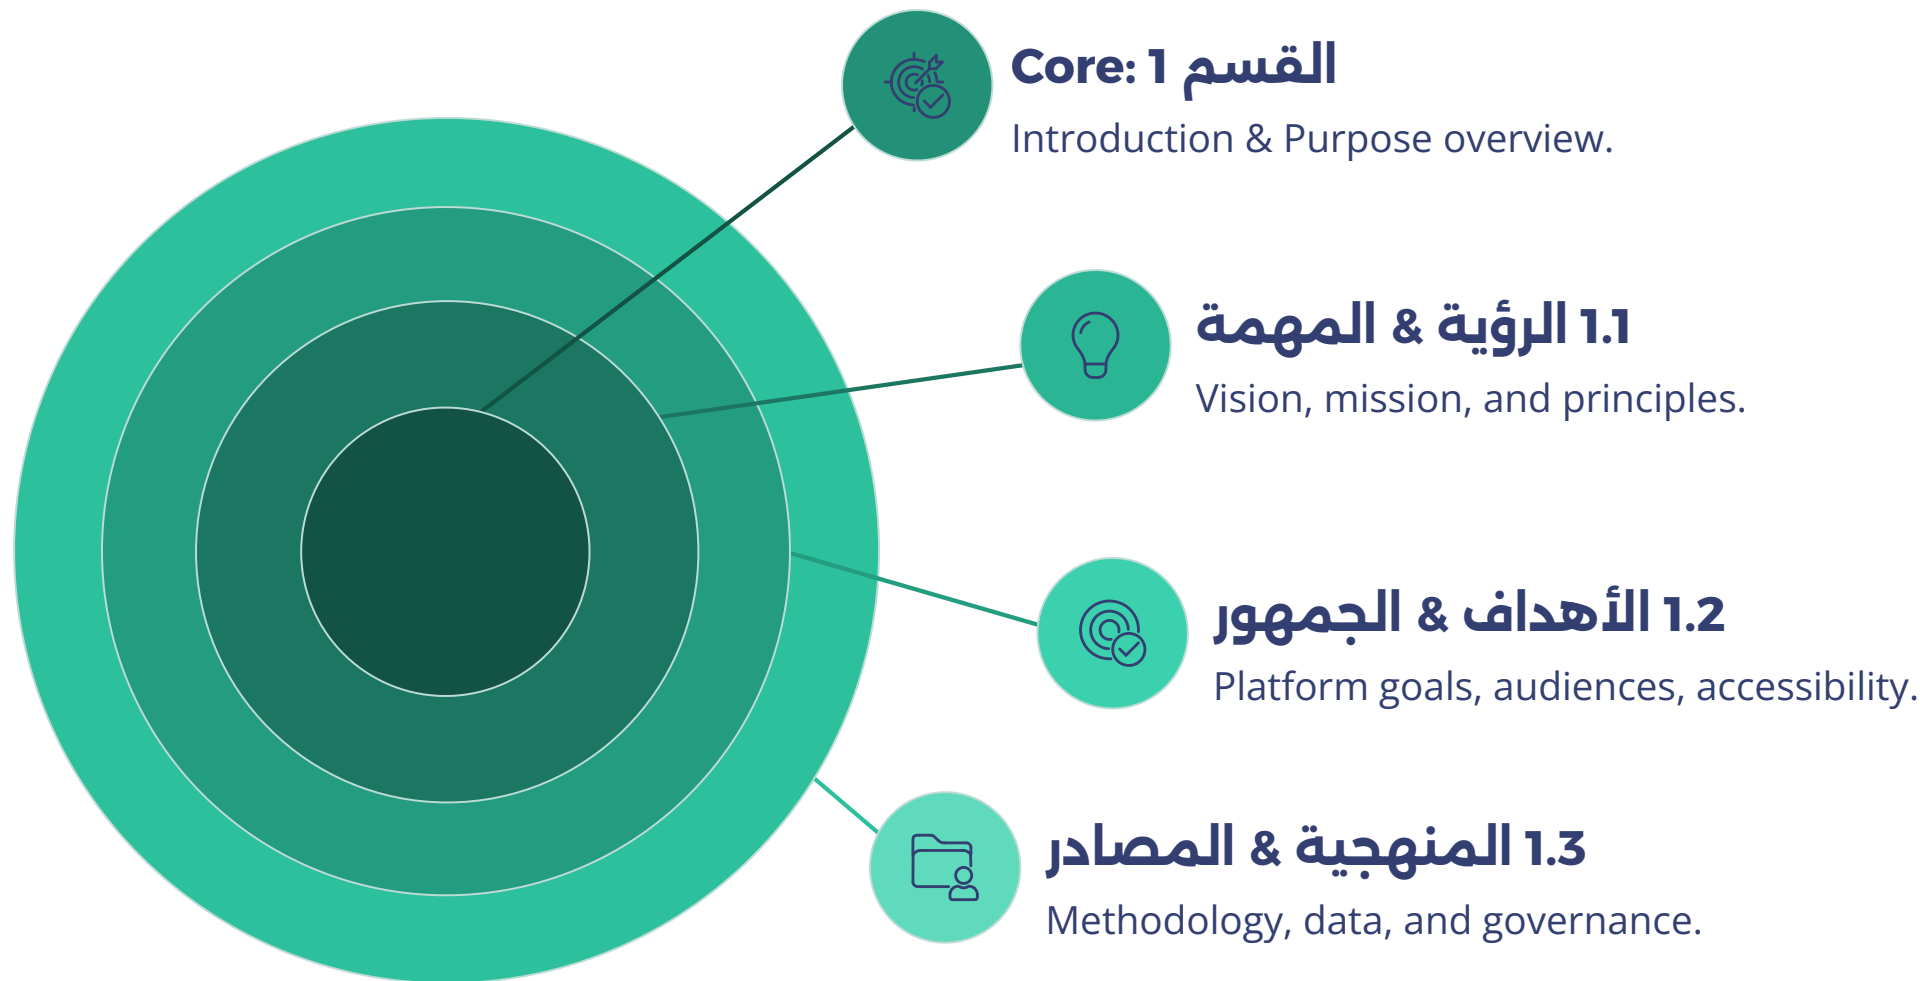 Core: القسم 1
Introduction & Purpose overview.
1.1 الرؤية & المهمة
Vision, mission, and principles.
1.2 الأهداف & الجمهور
Platform goals, audiences, accessibility.
1.3 المنهجية & المصادر
Methodology, data, and governance.